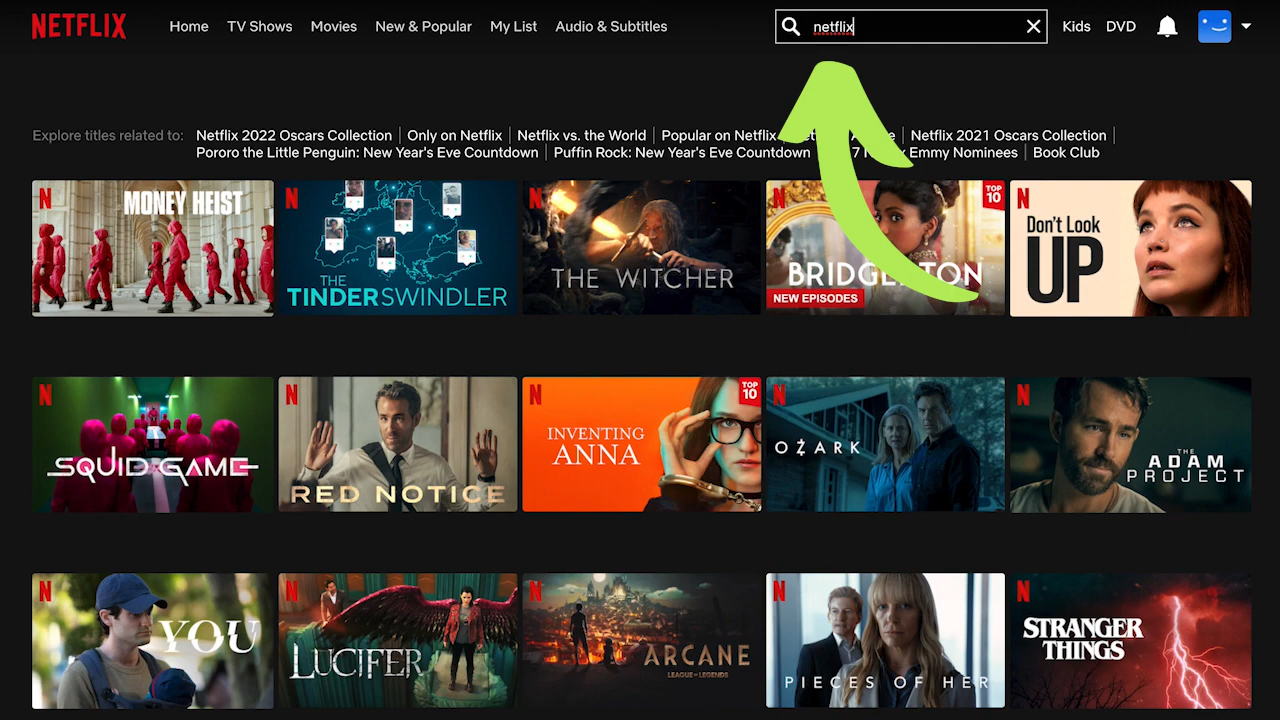 NETFLIX Home TV Shows Movies New & Popular My List Audio & Subtitles netflix Kids DVD
Explore titles related to: Netflix 2022 Oscars Collection | Only on Netflix | Netflix vs. the World | Popular on Netflix | Netflix 2021 Oscars Collection |
Pororo the Little Penguin: New Year's Eve Countdown | Puffin Rock: New Year's Eve Countdown Emmy Nominees | Book Club
N MONEY HEIST
N THE
TINDER SWINDLER
N THE WITCHER
N TOP
10
BRIDGERTON
NEW EPISODES
N Don't Look
UP
N SQUID GAME
N RED NOTICE
N TOP
10
INVENTING
ANNA
N OZARK
N THE
ADAM
PROJECT
N YOU
N LUCIFER
N ARCANE
LEAGUE OF LEGENDS
N PIECES OF HER
N STRANGER
THINGS